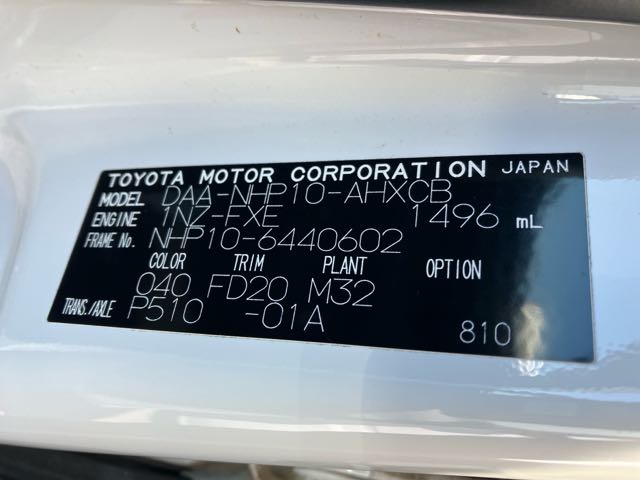 TOYOTA MOTOR CORPORATION JAPAN
MODEL DAA-NHP10-AHXCB
ENGINE 1NZ-FXE 1496 mL
FRAME No. NHP10-6440602
COLOR TRIM PLANT OPTION
040 FD20 M32
TRANS./AXLE P510 -01A
810